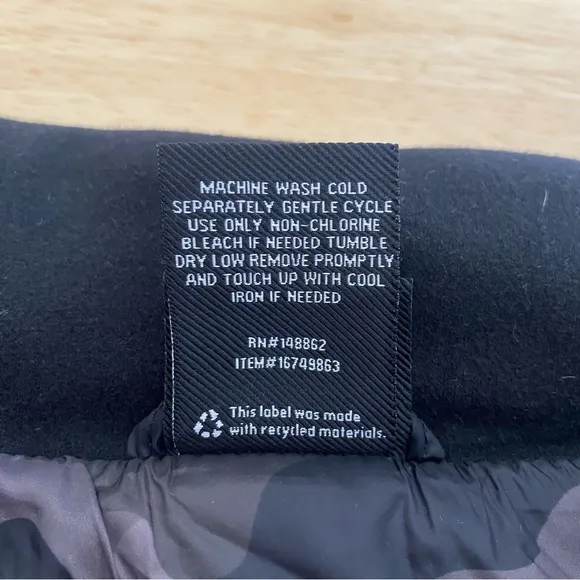 MACHINE WASH COLD
SEPARATELY GENTLE CYCLE
USE ONLY NON-CHLORINE
BLEACH IF NEEDED TUMBLE
DRY LOW REMOVE PROMPTLY
AND TOUCH UP WITH COOL
IRON IF NEEDED
RN#148862
ITEM#16749863
This label was made
with recycled materials.